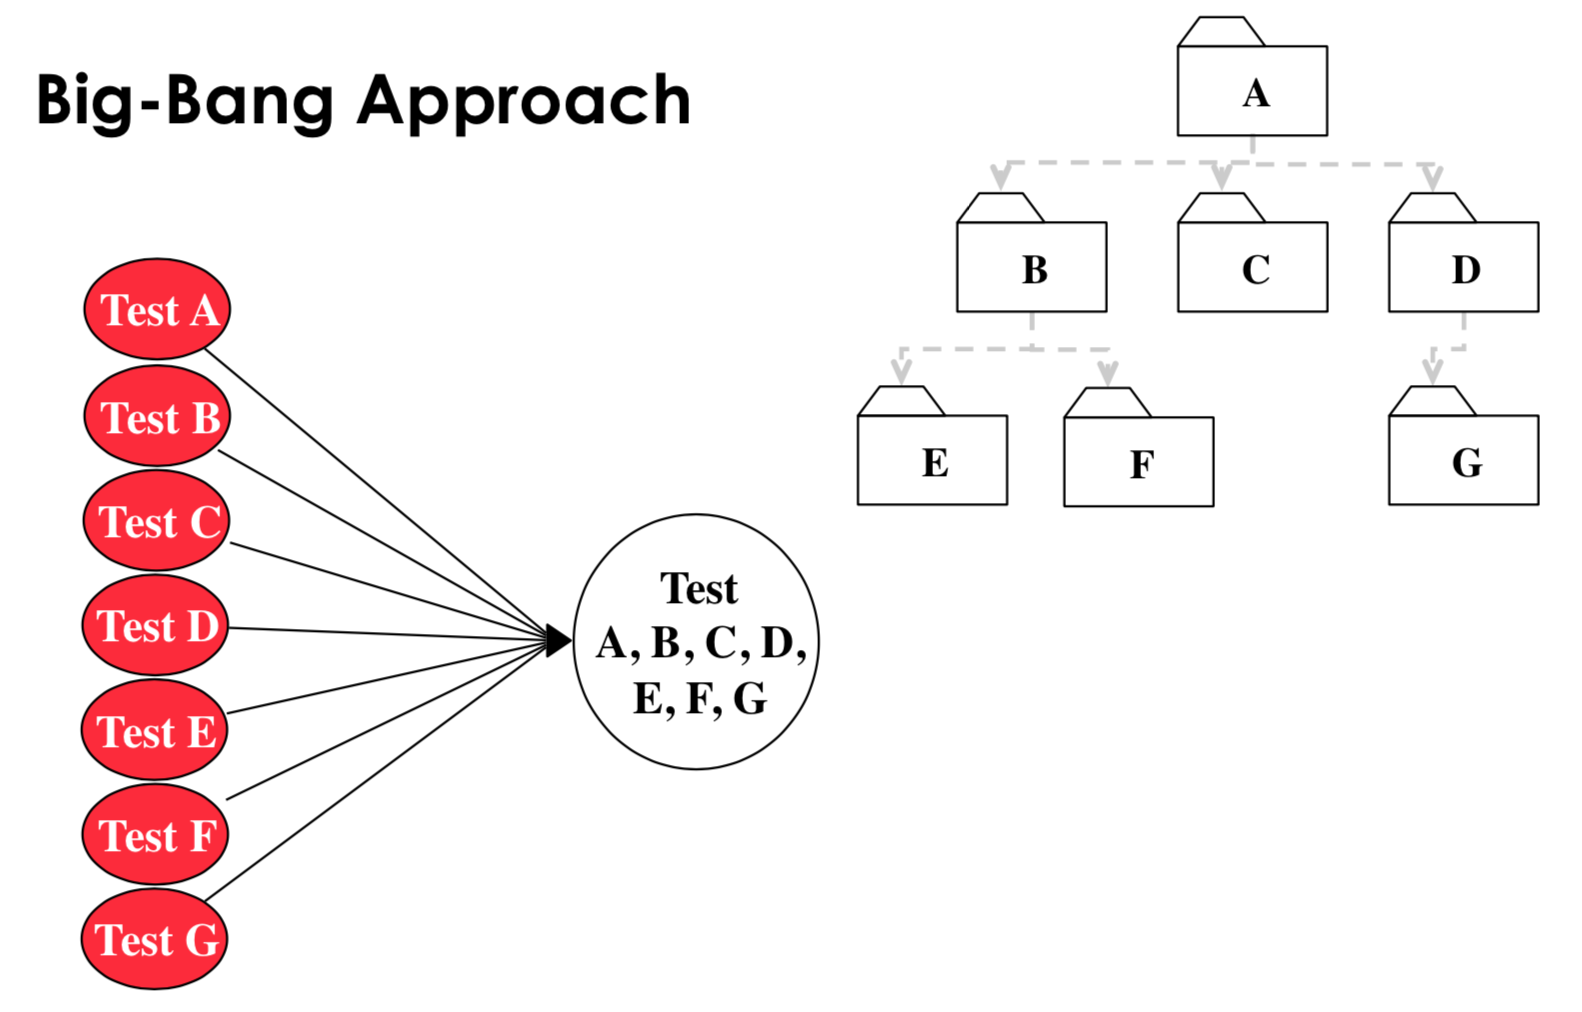 Big-Bang Approach
A
B
C
D
E
F
G
Test A
Test B
Test C
Test D
Test E
Test F
Test G
Test
A, B, C, D,
E, F, G